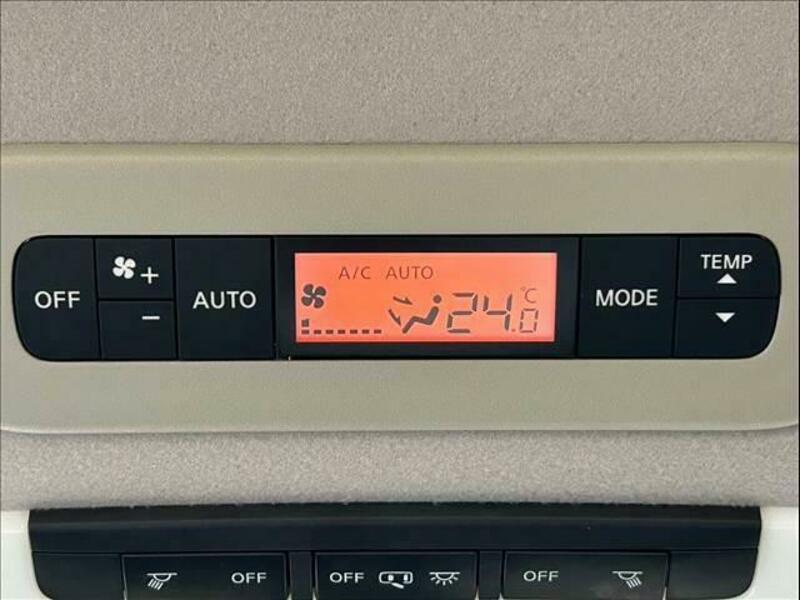 OFF + − AUTO A/C AUTO 24.0 °C MODE TEMP
OFF OFF OFF